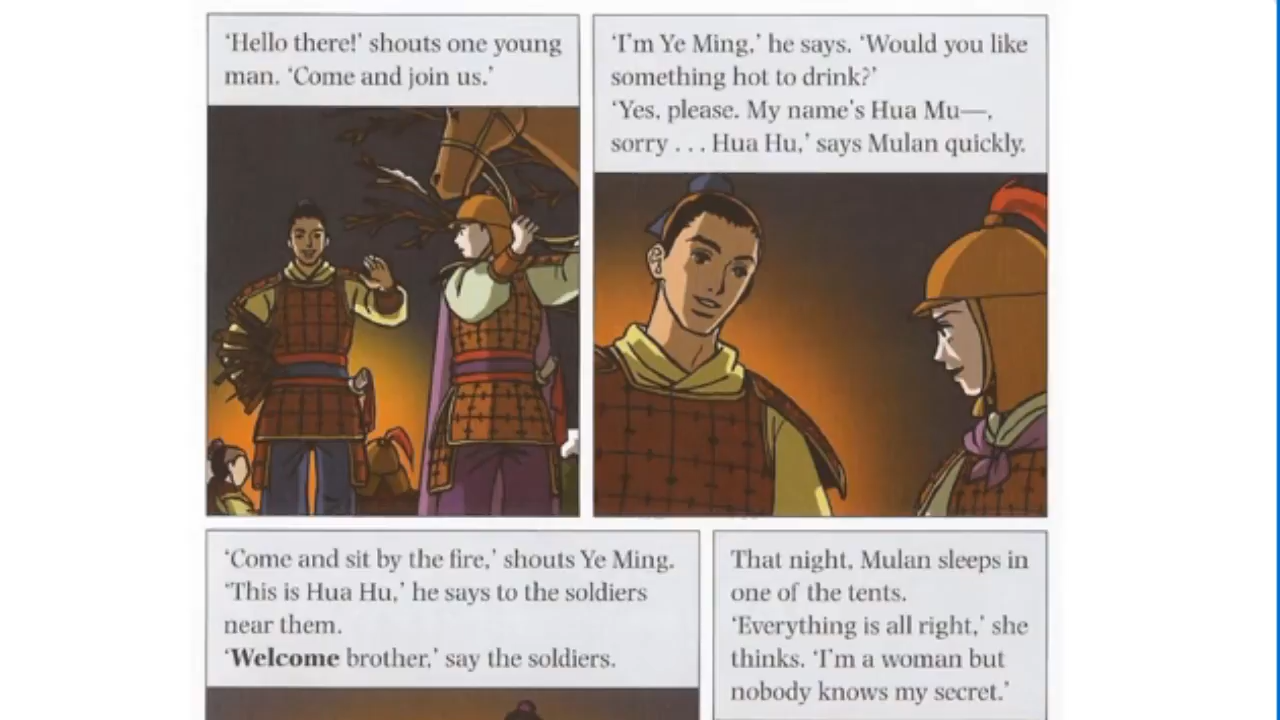 ‘Hello there!’ shouts one young
man. ‘Come and join us.’
‘I’m Ye Ming,’ he says. ‘Would you like
something hot to drink?’
‘Yes, please. My name’s Hua Mu—,
sorry . . . Hua Hu,’ says Mulan quickly.
‘Come and sit by the fire,’ shouts Ye Ming.
‘This is Hua Hu,’ he says to the soldiers
near them.
‘Welcome brother,’ say the soldiers.
That night, Mulan sleeps in
one of the tents.
‘Everything is all right,’ she
thinks. ‘I’m a woman but
nobody knows my secret.’